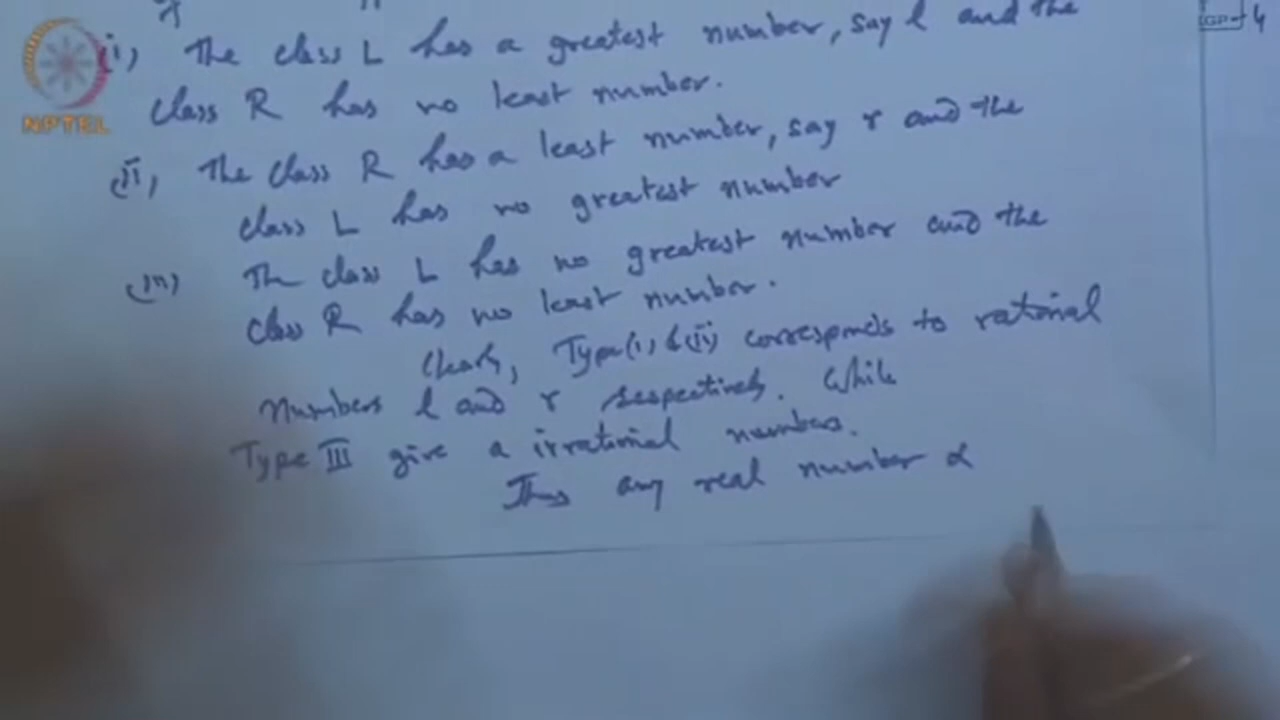 (i), The class L has a greatest number, say l and the
class R has no least number.
(ii), The class R has a least number, say r and the
class L has no greatest number
(iii) The class L has no greatest number and the
class R has no least number.
Clearly, Type (i) & (ii) corresponds to rational
Numbers l and r respectively. While
Type III give a irrational numbers.
Thus any real number α
NPTEL